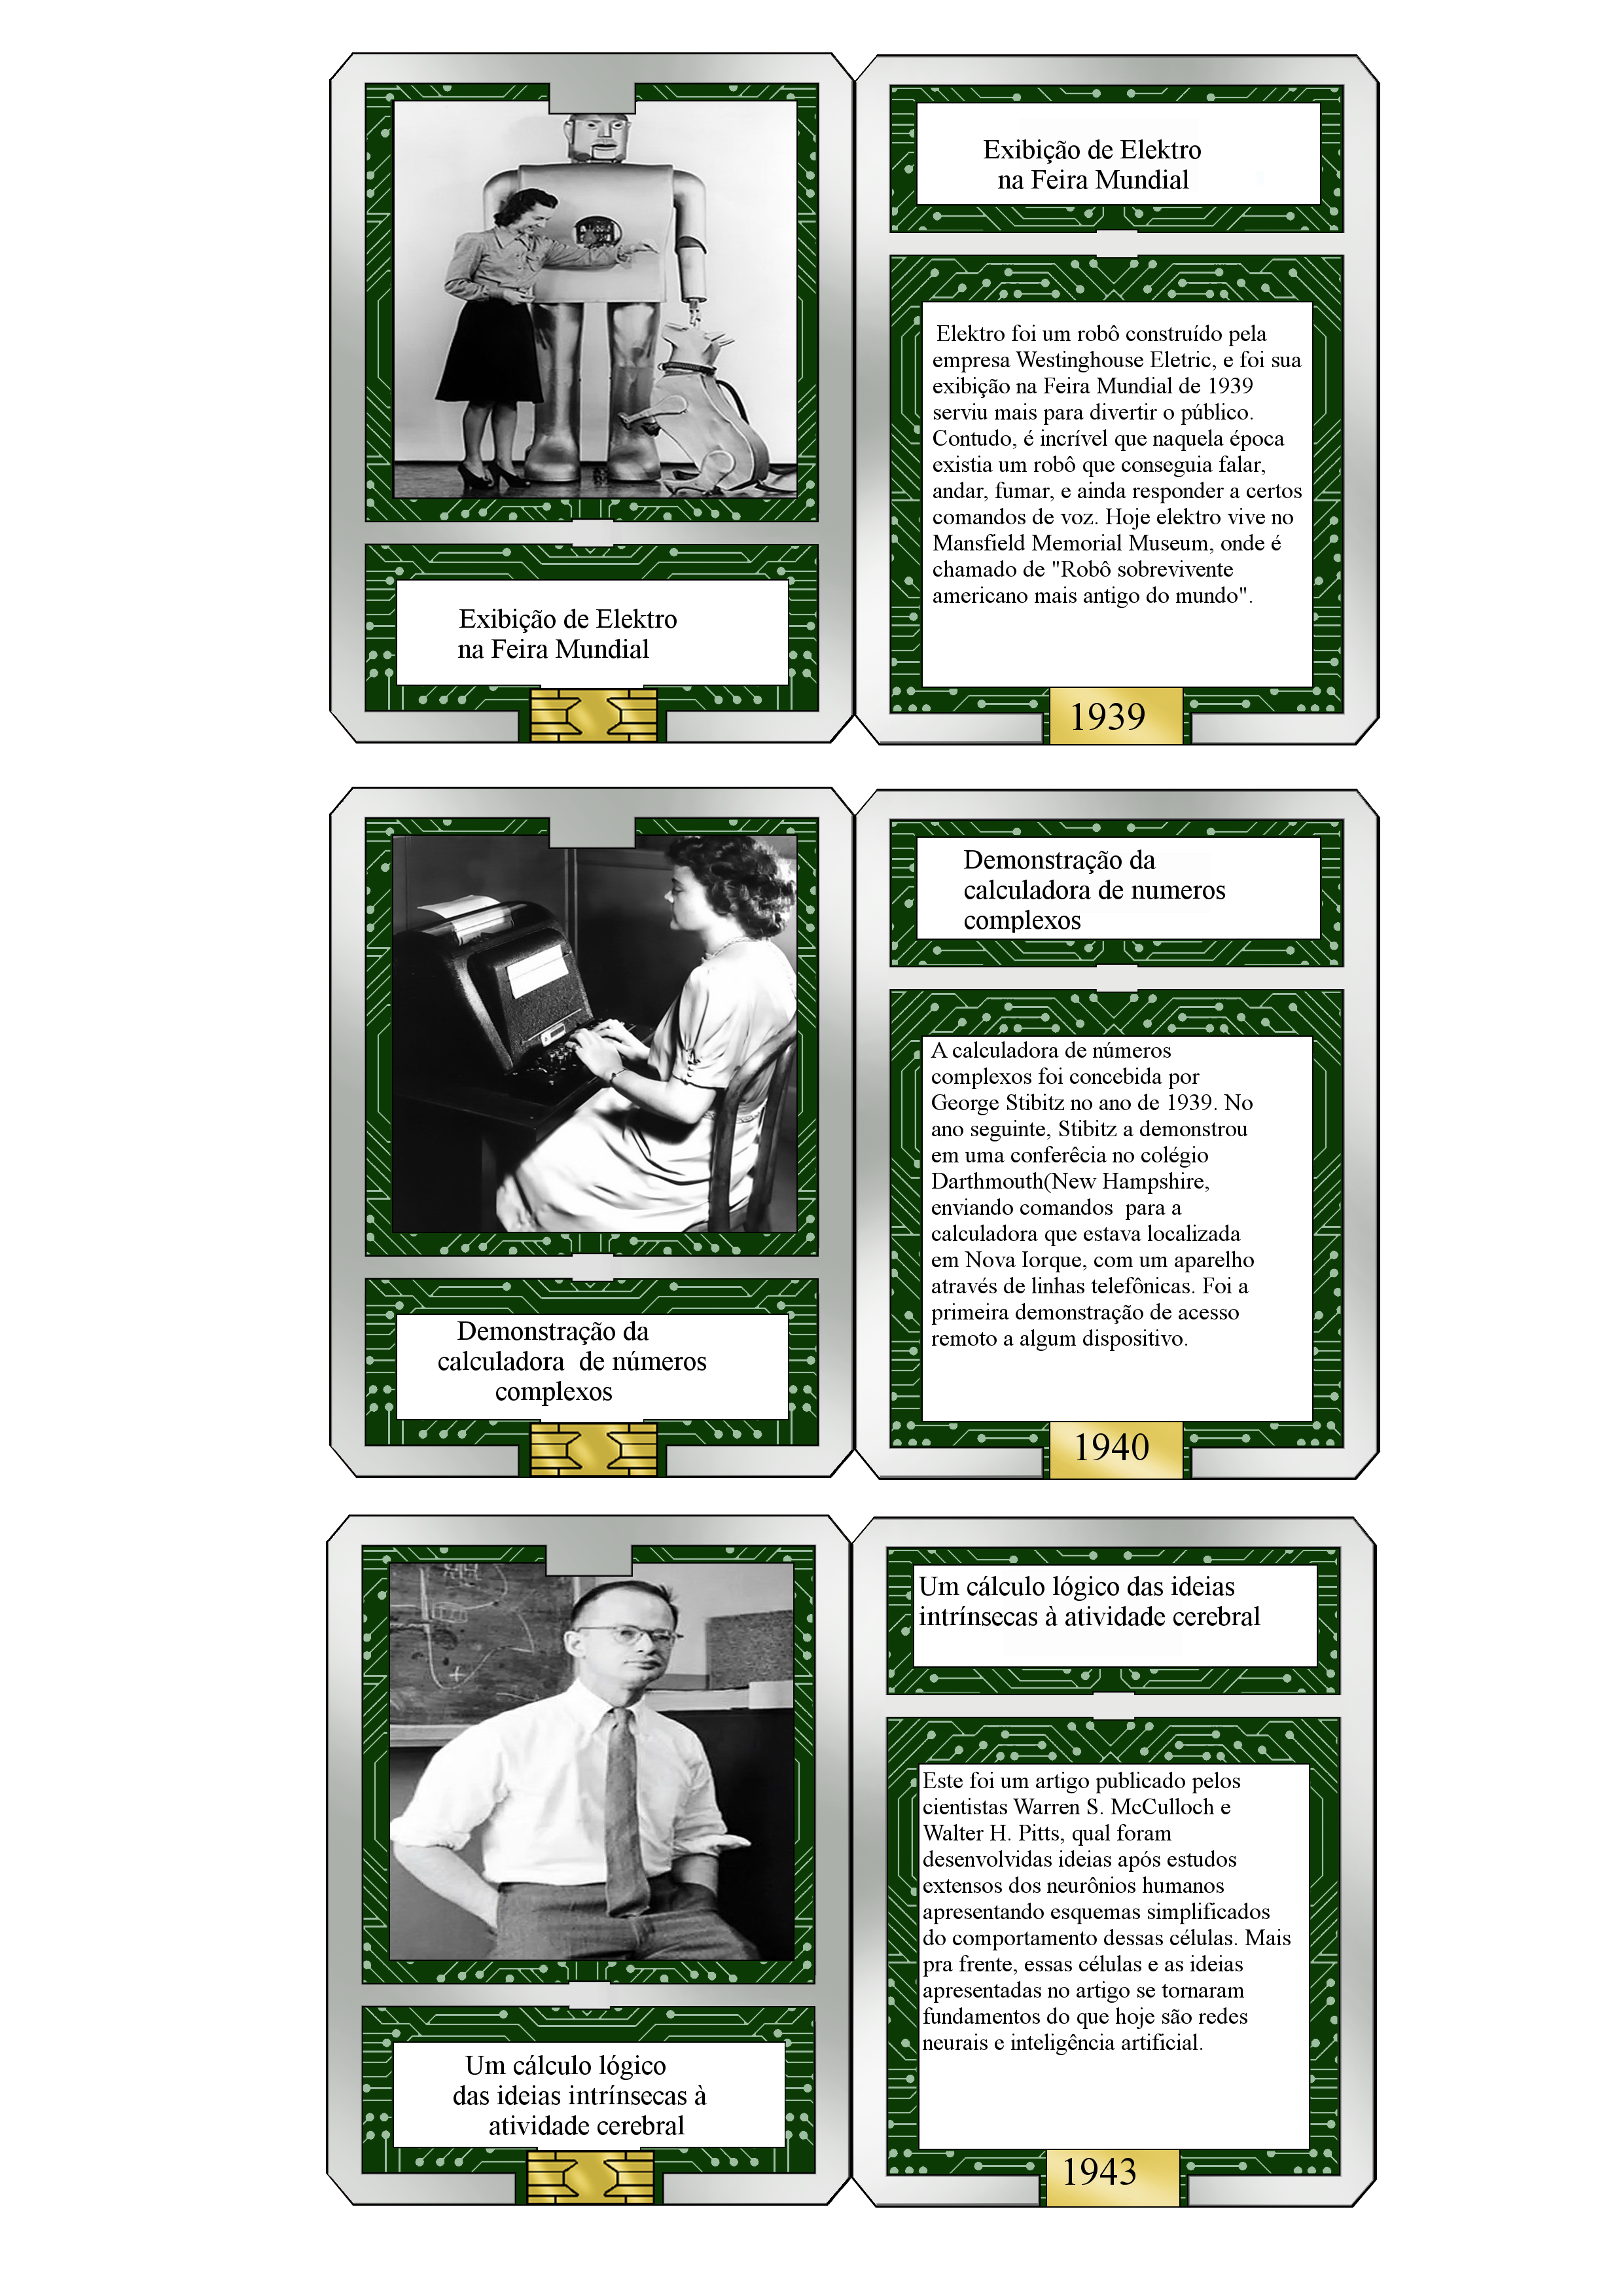 Exibição de Elektro
na Feira Mundial
Exibição de Elektro
na Feira Mundial
Elektro foi um robô construído pela
empresa Westinghouse Eletric, e foi sua
exibição na Feira Mundial de 1939
serviu mais para divertir o público.
Contudo, é incrível que naquela época
existia um robô que conseguia falar,
andar, fumar, e ainda responder a certos
comandos de voz. Hoje elektro vive no
Mansfield Memorial Museum, onde é
chamado de "Robô sobrevivente
americano mais antigo do mundo".
1939
Demonstração da
calculadora  de números
complexos
Demonstração da
calculadora de numeros
complexos
A calculadora de números
complexos foi concebida por
George Stibitz no ano de 1939. No
ano seguinte, Stibitz a demonstrou
em uma conferêcia no colégio
Darthmouth(New Hampshire,
enviando comandos  para a
calculadora que estava localizada
em Nova Iorque, com um aparelho
através de linhas telefônicas. Foi a
primeira demonstração de acesso
remoto a algum dispositivo.
1940
Um cálculo lógico
das ideias intrínsecas à
atividade cerebral
Um cálculo lógico das ideias
intrínsecas à atividade cerebral
Este foi um artigo publicado pelos
cientistas Warren S. McCulloch e
Walter H. Pitts, qual foram
desenvolvidas ideias após estudos
extensos dos neurônios humanos
apresentando esquemas simplificados
do comportamento dessas células. Mais
pra frente, essas células e as ideias
apresentadas no artigo se tornaram
fundamentos do que hoje são redes
neurais e inteligência artificial.
1943